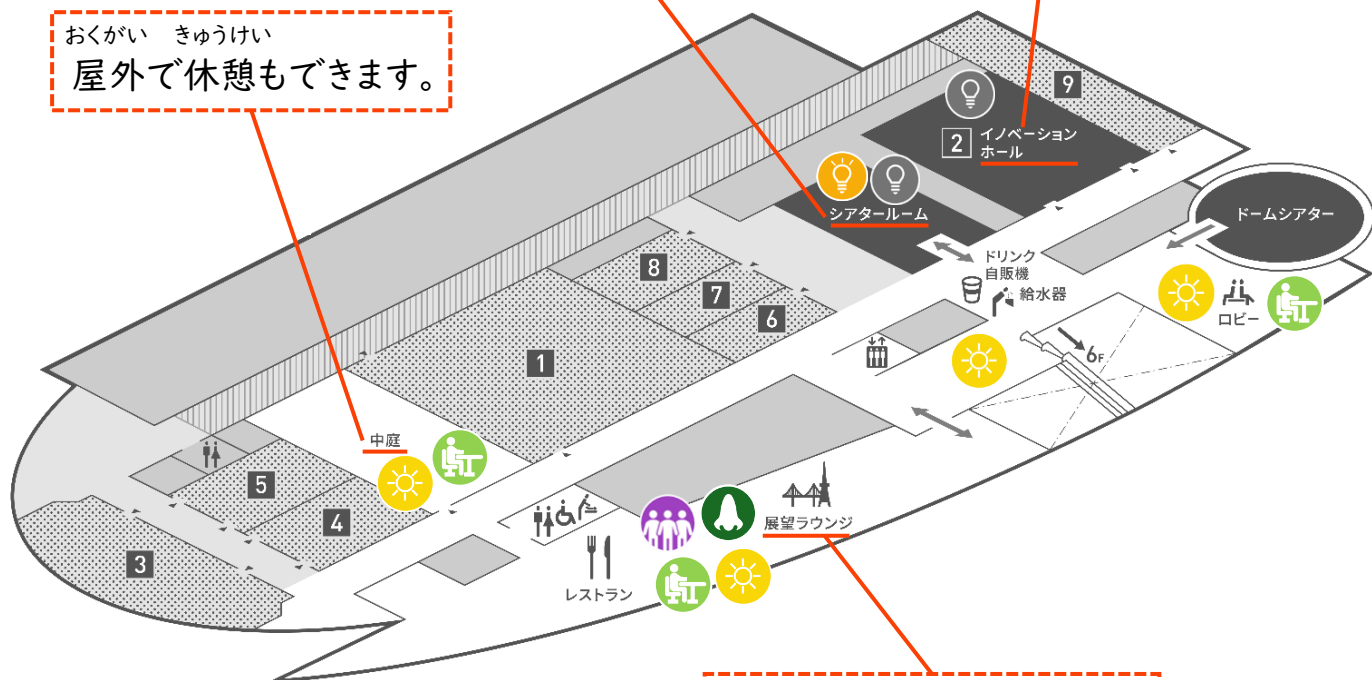 おくがい きゅうけい
屋外で休憩もできます。
9
2
イノベーション
ホール
シアタールーム
ドームシアター
ドリンク
自販機
給水器
8
7
6
ロビー
6F
1
中庭
5
4
3
展望ラウンジ
レストラン